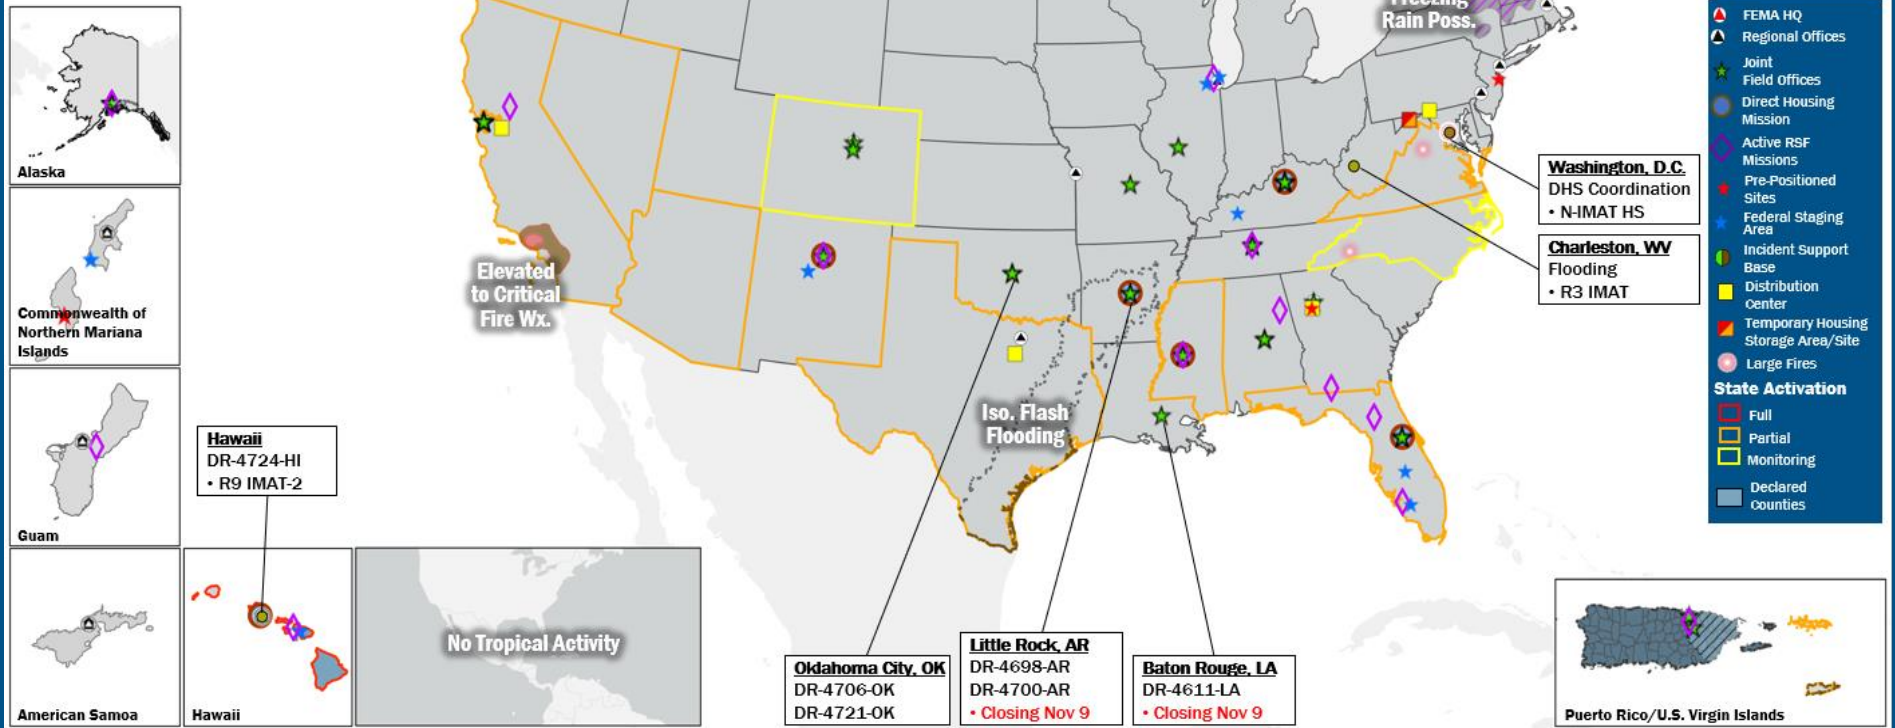 Freezing
Rain Poss.
Alaska
Commonwealth of
Northern Mariana
Islands
Guam
American Samoa
Hawaii
DR-4724-HI
• R9 IMAT-2
Hawaii
No Tropical Activity
Elevated
to Critical
Fire Wx.
Iso. Flash
Flooding
Oklahoma City, OK
DR-4706-OK
DR-4721-OK
Little Rock, AR
DR-4698-AR
DR-4700-AR
• Closing Nov 9
Baton Rouge, LA
DR-4611-LA
• Closing Nov 9
Washington, D.C.
DHS Coordination
• N-IMAT HS
Charleston, WV
Flooding
• R3 IMAT
FEMA HQ
Regional Offices
Joint
Field Offices
Direct Housing
Mission
Active RSF
Missions
Pre-Positioned
Sites
Federal Staging
Area
Incident Support
Base
Distribution
Center
Temporary Housing
Storage Area/Site
Large Fires
State Activation
Full
Partial
Monitoring
Declared
Counties
Puerto Rico/U.S. Virgin Islands